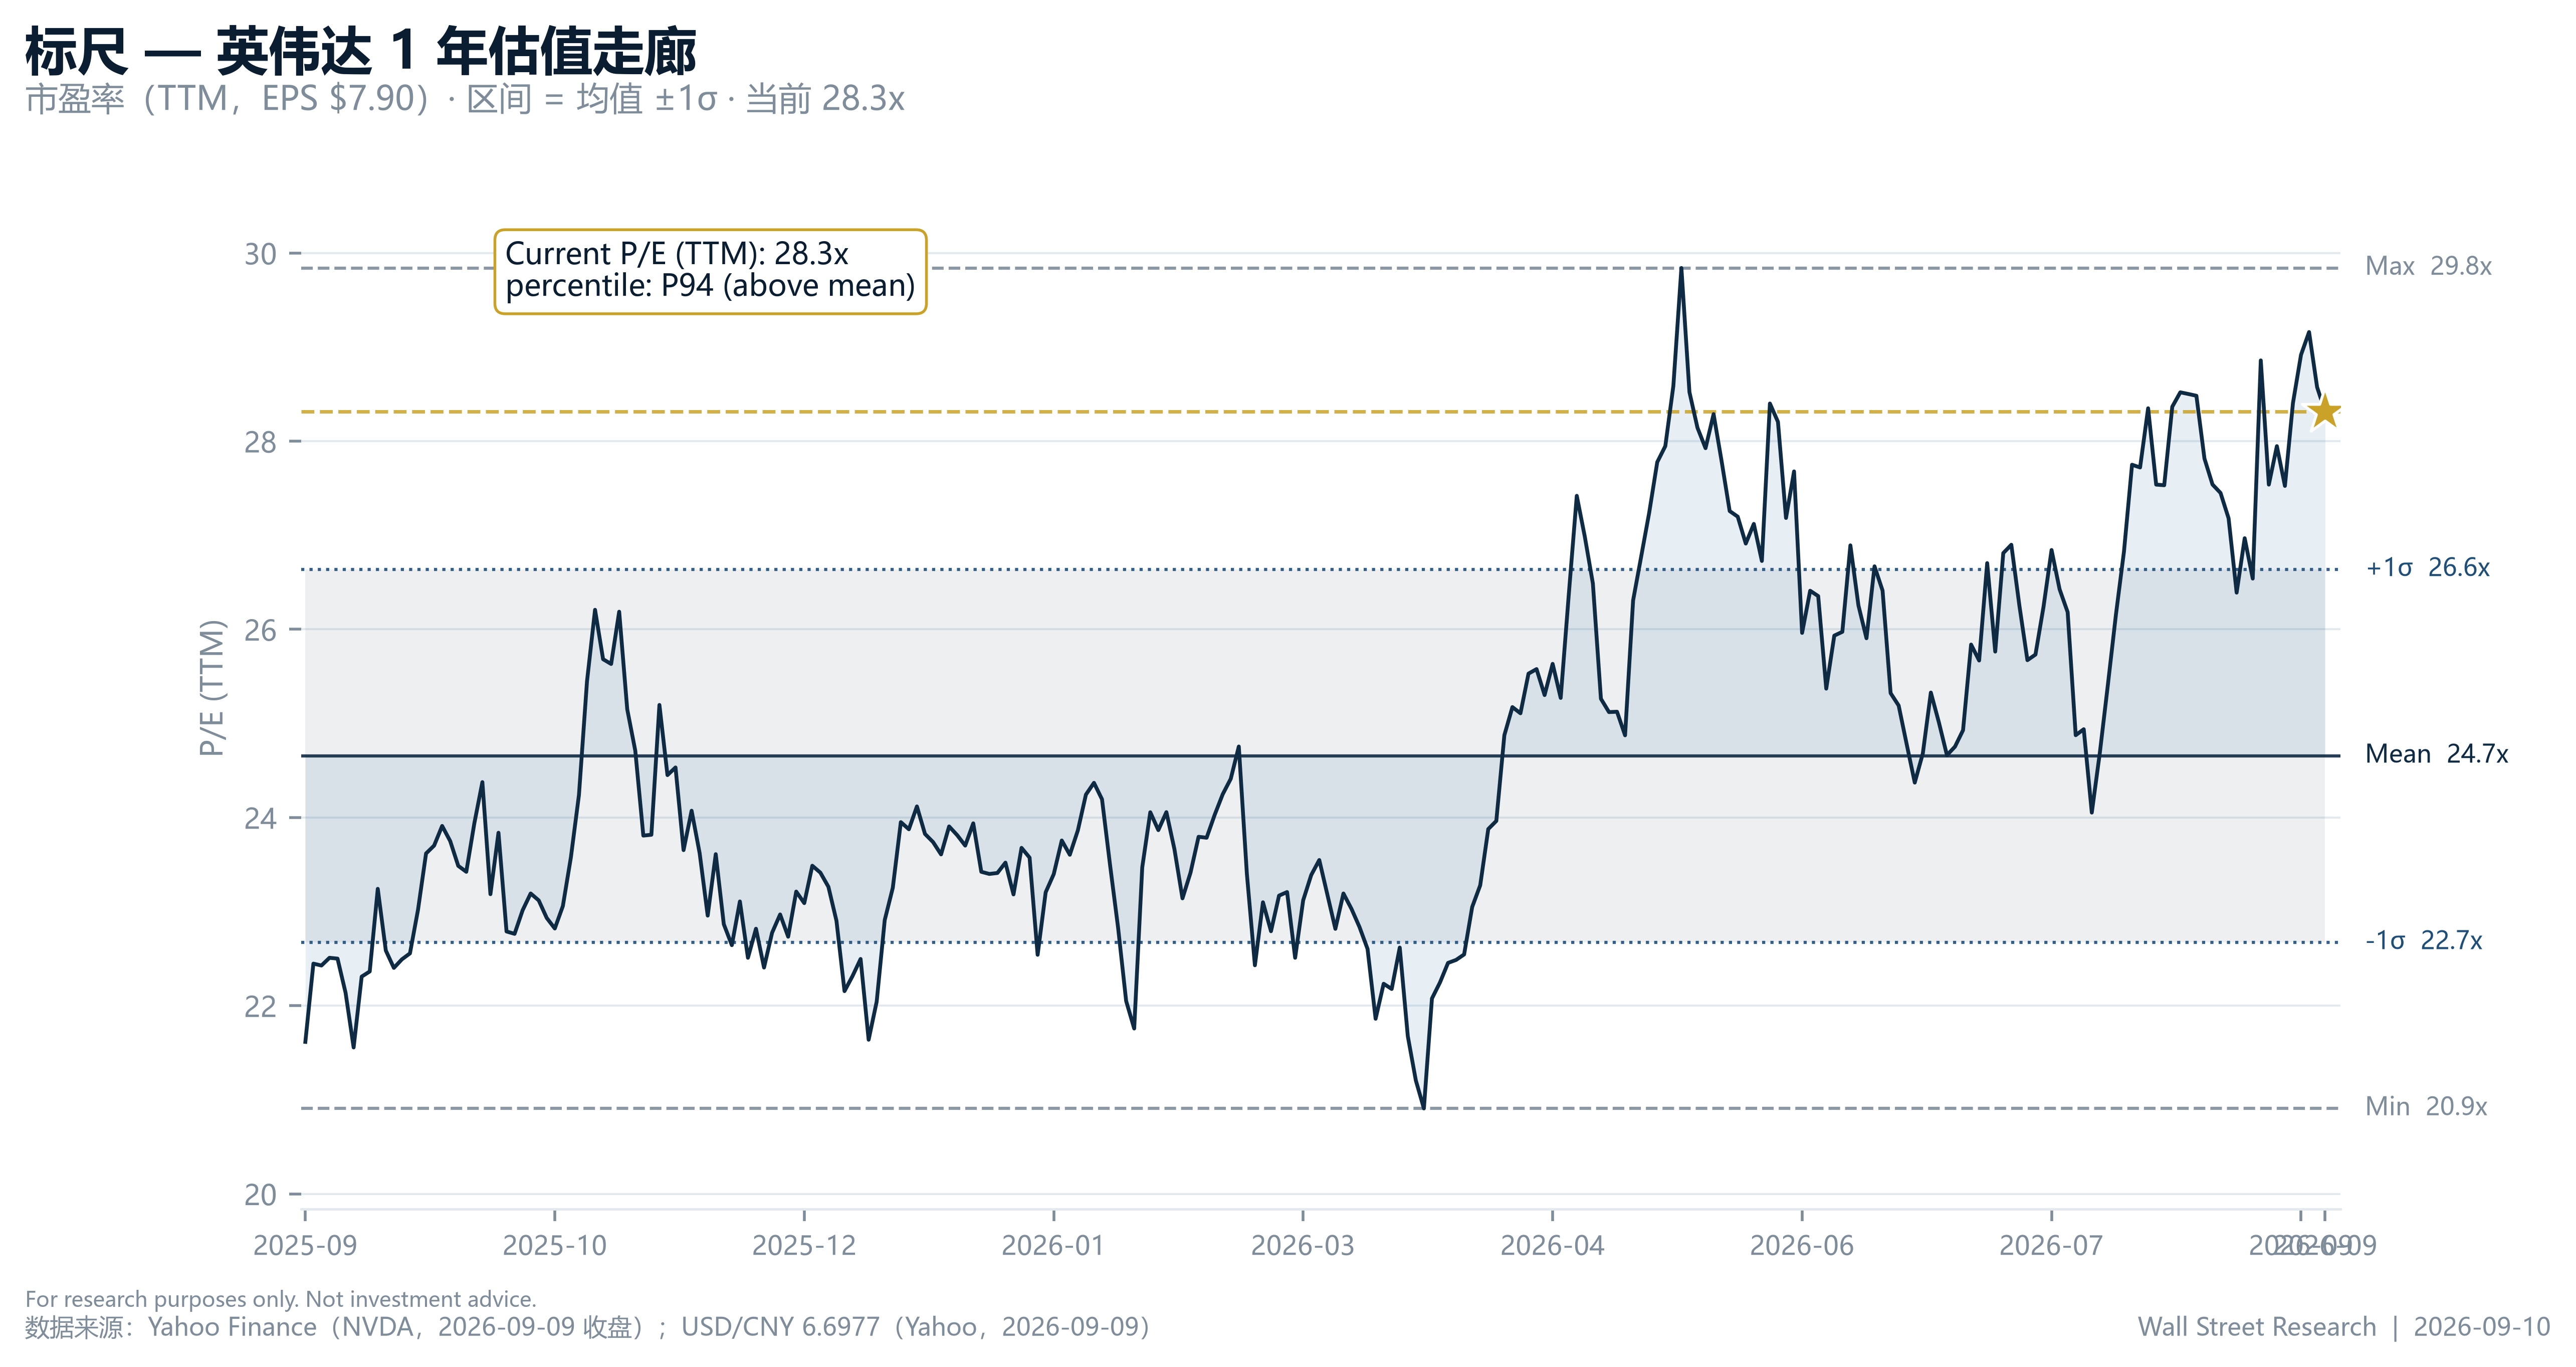 标尺 — 英伟达 1 年估值走廊
市盈率（TTM，EPS $7.90）· 区间 = 均值 ±1σ · 当前 28.3x
Current P/E (TTM): 28.3x
percentile: P94 (above mean)
30
28
26
24
22
20
P/E (TTM)
Max 29.8x
+1σ 26.6x
Mean 24.7x
-1σ 22.7x
Min 20.9x
2025-09
2025-10
2025-12
2026-01
2026-03
2026-04
2026-06
2026-07
2026-09
2026-09
For research purposes only. Not investment advice.
数据来源：Yahoo Finance（NVDA，2026-09-09 收盘）；USD/CNY 6.6977（Yahoo，2026-09-09）
Wall Street Research | 2026-09-10